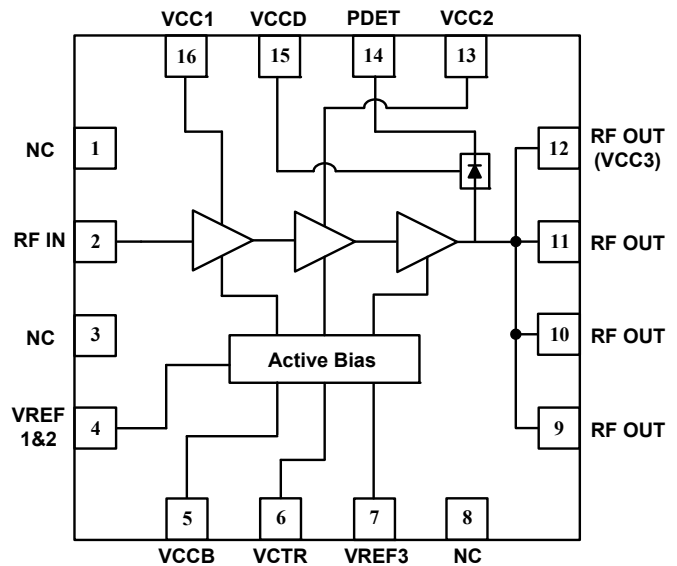 VCC1 VCCD PDET VCC2
16 15 14 13
NC 1
12 RF OUT
(VCC3)
RF IN 2
11 RF OUT
NC 3
10 RF OUT
Active Bias
VREF
1&2 4
9 RF OUT
5 6 7 8
VCCB VCTR VREF3 NC